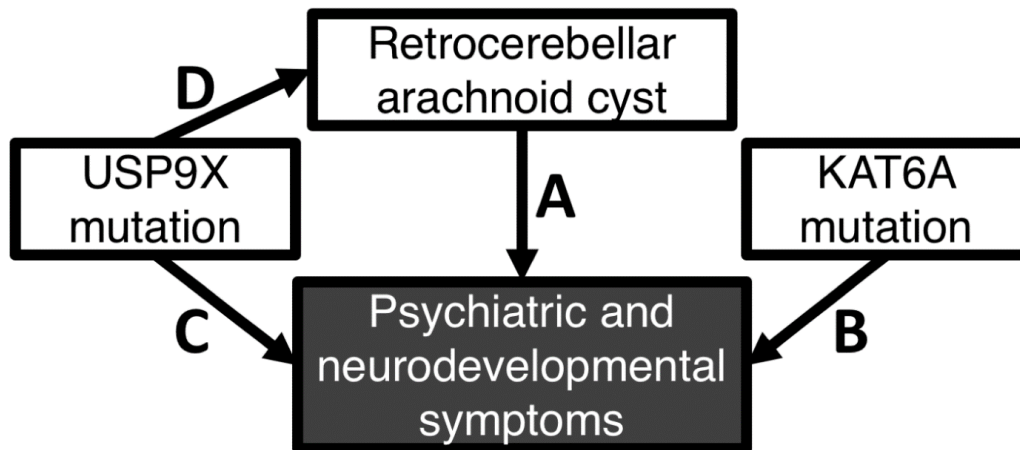 Retrocerebellar
arachnoid cyst
D
USP9X
mutation
A
KAT6A
mutation
C
Psychiatric and
neurodevelopmental
symptoms
B